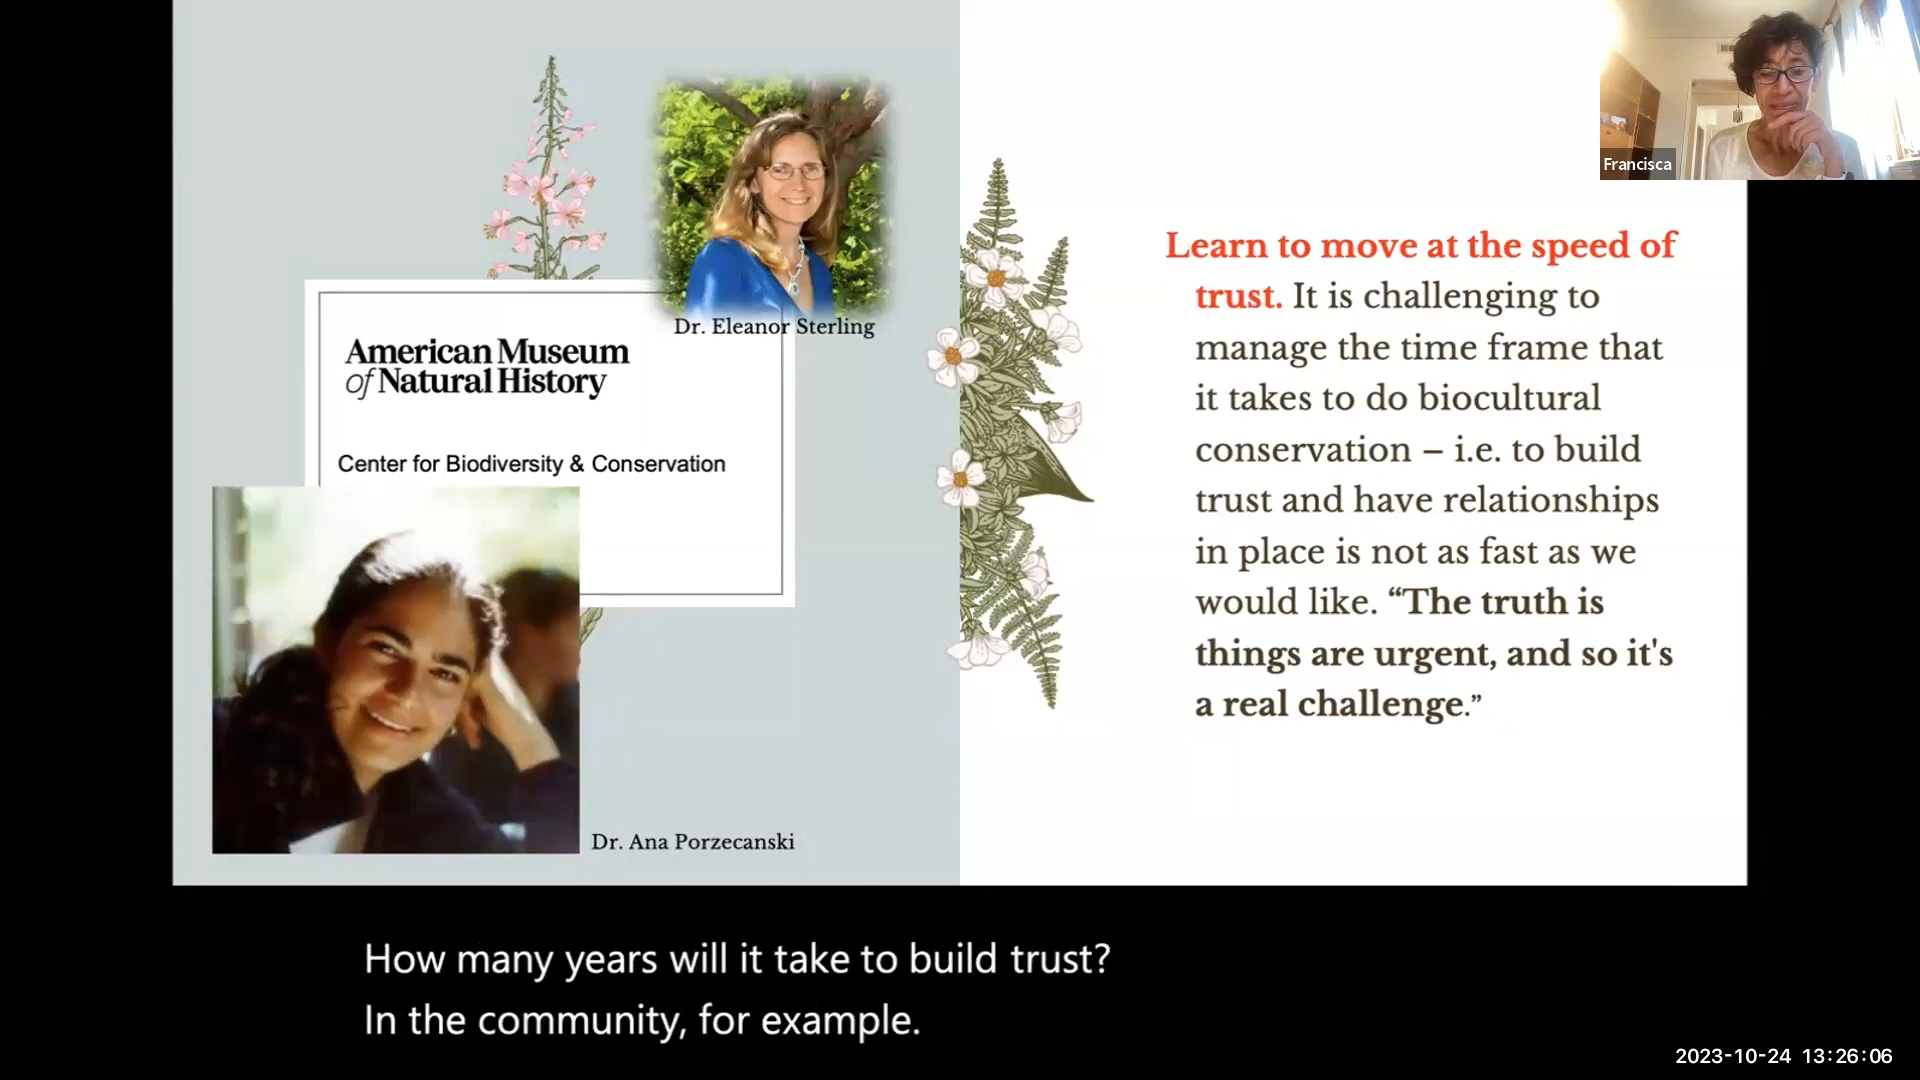 Francisca
Dr. Eleanor Sterling
American Museum
of Natural History
Center for Biodiversity & Conservation
Dr. Ana Porzecanski
Learn to move at the speed of
trust. It is challenging to
manage the time frame that
it takes to do biocultural
conservation – i.e. to build
trust and have relationships
in place is not as fast as we
would like. “The truth is
things are urgent, and so it's
a real challenge.”
How many years will it take to build trust?
In the community, for example.
2023-10-24 13:26:06